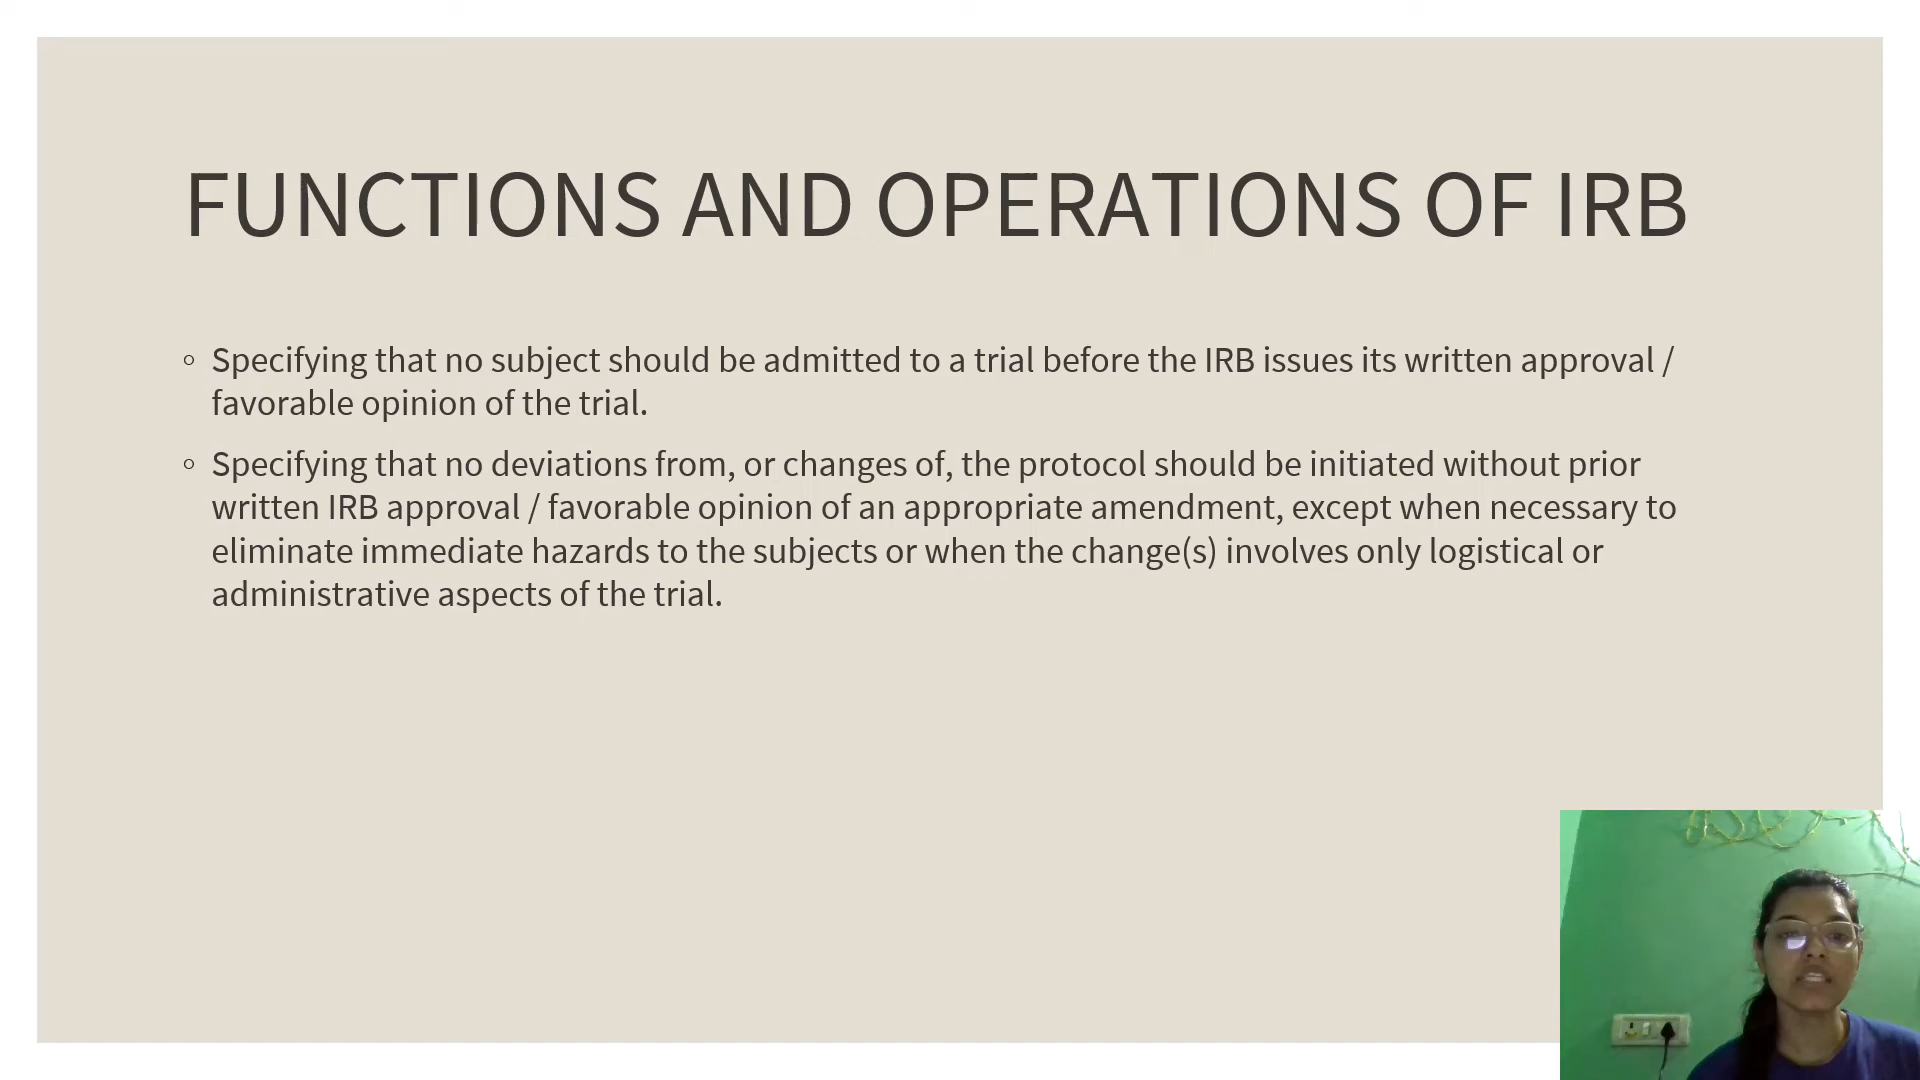 FUNCTIONS AND OPERATIONS OF IRB
◦ Specifying that no subject should be admitted to a trial before the IRB issues its written approval /
favorable opinion of the trial.
◦ Specifying that no deviations from, or changes of, the protocol should be initiated without prior
written IRB approval / favorable opinion of an appropriate amendment, except when necessary to
eliminate immediate hazards to the subjects or when the change(s) involves only logistical or
administrative aspects of the trial.